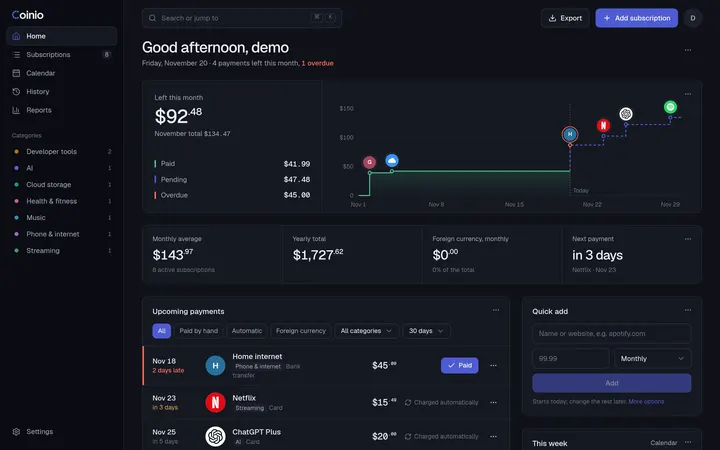 Coinio
Home
Subscriptions 8
Calendar
History
Reports
Categories
Developer tools 2
AI 1
Cloud storage 1
Health & fitness 1
Music 1
Phone & internet 1
Streaming 1
Settings
Search or jump to ⌘ K
Export
+ Add subscription
D
Good afternoon, demo
Friday, November 20 · 4 payments left this month, 1 overdue
Left this month
$92.48
November total $134.47
Paid $41.99
Pending $47.48
Overdue $45.00
$150
$100
$50
0
G
H
N
Today
Nov 1
Nov 8
Nov 15
Nov 22
Nov 29
Monthly average
$143.97
8 active subscriptions
Yearly total
$1,727.62
Foreign currency, monthly
$0.00
0% of the total
Next payment
in 3 days
Netflix · Nov 23
Upcoming payments
All
Paid by hand
Automatic
Foreign currency
All categories
30 days
Nov 18
2 days late
H
Home internet
Phone & internet Bank
transfer
$45.00
Paid
Nov 23
in 3 days
N
Netflix
Streaming Card
$15.49
Charged automatically
Nov 25
in 5 days
ChatGPT Plus
AI Card
$20.00
Charged automatically
Quick add
Name or website, e.g. spotify.com
99.99
Monthly
Add
Starts today; change the rest later. More options
This week
Calendar